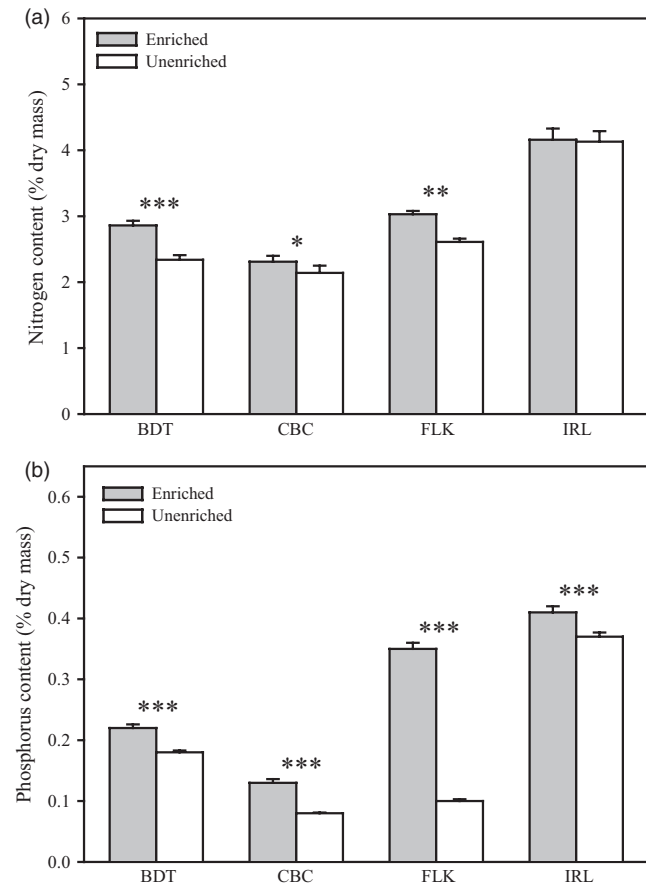 (a)
6
Enriched
Unenriched
5
4
3
2
1
0
Nitrogen content (% dry mass)
***
*
**
BDT CBC FLK IRL
(b)
0.6
Enriched
Unenriched
0.5
0.4
0.3
0.2
0.1
0.0
Phosphorus content (% dry mass)
***
***
***
***
BDT CBC FLK IRL